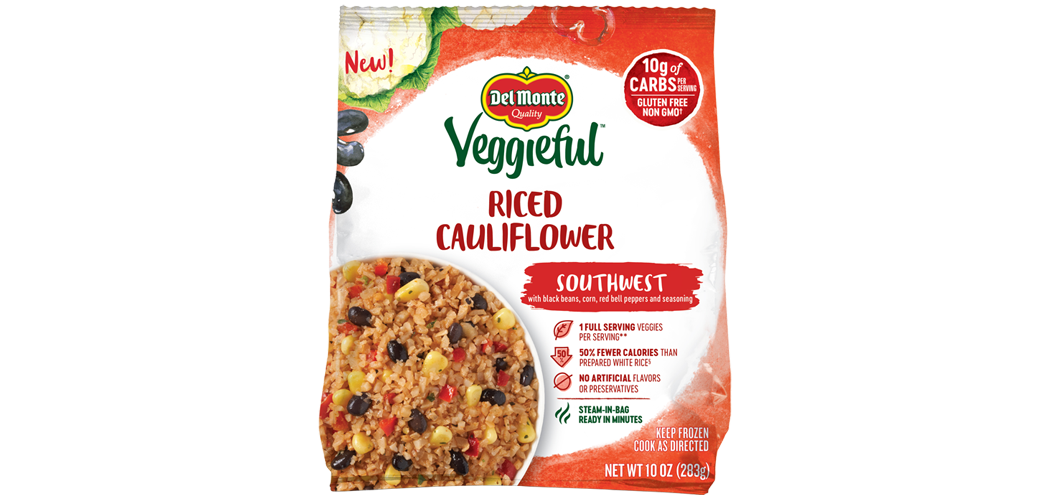 New!
10g of
CARBS PER SERVING
GLUTEN FREE
NON GMO†
Del Monte®
Quality
Veggieful™
RICED
CAULIFLOWER
SOUTHWEST
with black beans, corn, red bell peppers and seasoning
1 FULL SERVING VEGGIES
PER SERVING**
50%
50% FEWER CALORIES THAN
PREPARED WHITE RICE§
NO ARTIFICIAL FLAVORS
OR PRESERVATIVES
STEAM-IN-BAG
READY IN MINUTES
KEEP FROZEN
COOK AS DIRECTED
NET WT 10 OZ (283g)